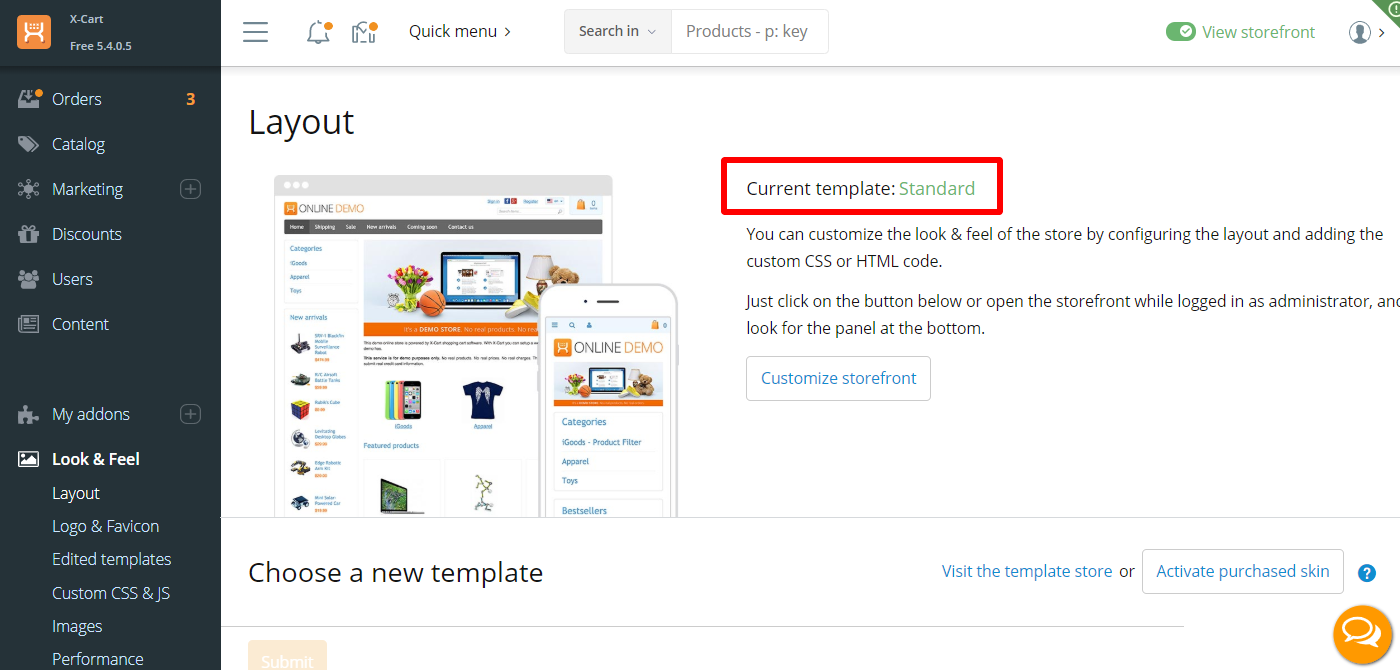 X-Cart
Free 5.4.0.5
Quick menu
Search in
Products - p: key
View storefront
Orders 3
Catalog
Marketing
Discounts
Users
Content
My addons
Look & Feel
Layout
Logo & Favicon
Edited templates
Custom CSS & JS
Images
Performance
Layout
ONLINE DEMO
Sign in
Register
0
Home Shipping Sale New arrivals Coming soon Contact us
Categories
iGoods
Apparel
Toys
New arrivals
It's a DEMO STORE. No real products. No
iGoods
Apparel
Featured products
0
ONLINE DEMO
Categories
iGoods - Product Filter
Apparel
Toys
Bestsellers
Current template: Standard
You can customize the look & feel of the store by configuring the layout and adding the
custom CSS or HTML code.
Just click on the button below or open the storefront while logged in as administrator, and
look for the panel at the bottom.
Customize storefront
Choose a new template
Visit the template store or Activate purchased skin ?
Submit